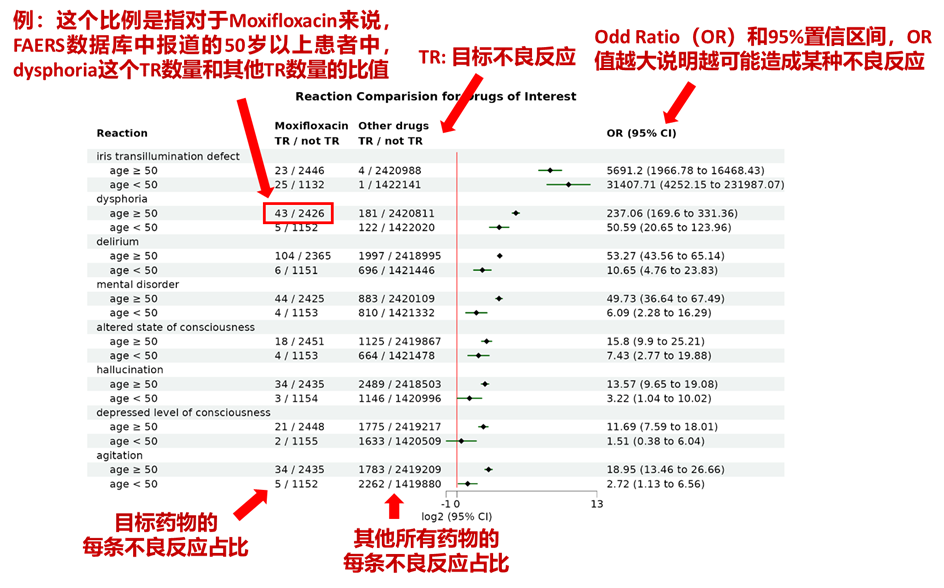 例：这个比例是指对于Moxifloxacin来说，
FAERS数据库中报道的50岁以上患者中，
dysphoria这个TR数量和其他TR数量的比值
TR: 目标不良反应
Odd Ratio（OR）和95%置信区间，OR
值越大说明越可能造成某种不良反应
Reaction Comparision for Drugs of Interest
Reaction
Moxifloxacin Other drugs
TR / not TR TR / not TR
OR (95% CI)
iris transillumination defect
age ≥ 50 23 / 2446 4 / 2420988 5691.2 (1966.78 to 16468.43)
age < 50 25 / 1132 1 / 1422141 31407.71 (4252.15 to 231987.07)
dysphoria
age ≥ 50 43 / 2426 181 / 2420811 237.06 (169.6 to 331.36)
age < 50 5 / 1152 122 / 1422020 50.59 (20.65 to 123.96)
delirium
age ≥ 50 104 / 2365 1997 / 2418995 53.27 (43.56 to 65.14)
age < 50 6 / 1151 696 / 1421446 10.65 (4.76 to 23.83)
mental disorder
age ≥ 50 44 / 2425 883 / 2420109 49.73 (36.64 to 67.49)
age < 50 4 / 1153 810 / 1421332 6.09 (2.28 to 16.29)
altered state of consciousness
age ≥ 50 18 / 2451 1125 / 2419867 15.8 (9.9 to 25.21)
age < 50 4 / 1153 664 / 1421478 7.43 (2.77 to 19.88)
hallucination
age ≥ 50 34 / 2435 2489 / 2418503 13.57 (9.65 to 19.08)
age < 50 3 / 1154 1146 / 1420996 3.22 (1.04 to 10.02)
depressed level of consciousness
age ≥ 50 21 / 2448 1775 / 2419217 11.69 (7.59 to 18.01)
age < 50 2 / 1155 1633 / 1420509 1.51 (0.38 to 6.04)
agitation
age ≥ 50 34 / 2435 1783 / 2419209 18.95 (13.46 to 26.66)
age < 50 5 / 1152 2262 / 1419880 2.72 (1.13 to 6.56)
-1 0 13
log2 (95% CI)
目标药物的
每条不良反应占比
其他所有药物的
每条不良反应占比